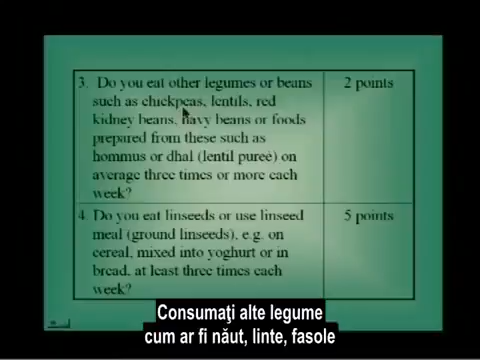 3. Do you eat other legumes or beans
such as chickpeas, lentils, red
kidney beans, navy beans or foods
prepared from these such as
hommus or dhal (lentil puree) on
average three times or more each
week?
2 points
4. Do you eat linseeds or use linseed
meal (ground linseeds), e.g. on
cereal, mixed into yoghurt or in
bread, at least three times each
week?
5 points
Consumaţi alte legume
cum ar fi năut, linte, fasole